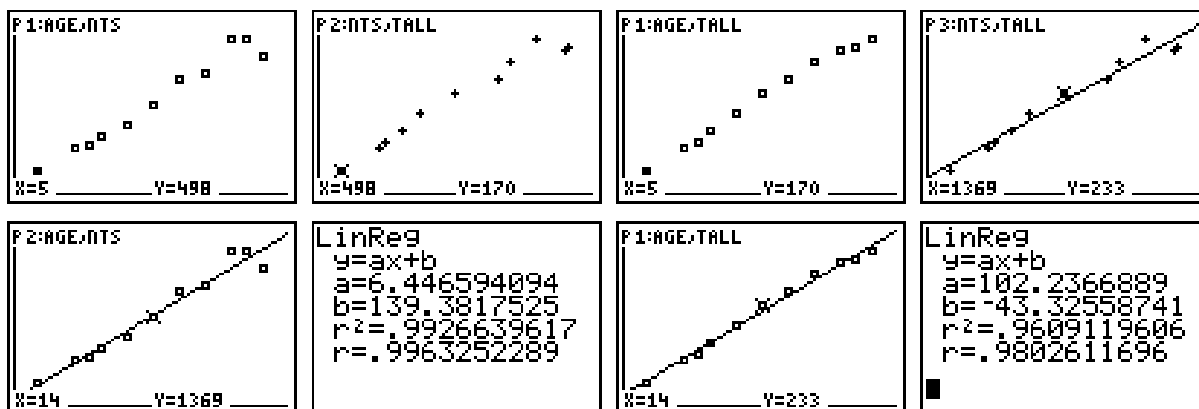 P1:AGE,NTS
X=5 Y=498
P2:NTS,TALL
X=498 Y=170
P1:AGE,TALL
X=5 Y=170
P3:NTS,TALL
X=1369 Y=233
P2:AGE,NTS
X=14 Y=1369
LinReg
y=ax+b
a=6.446594094
b=139.3817525
r²=.9926639617
r=.9963252289
P1:AGE,TALL
X=14 Y=233
LinReg
y=ax+b
a=102.2366889
b=-43.32558741
r²=.9609119606
r=.9802611696